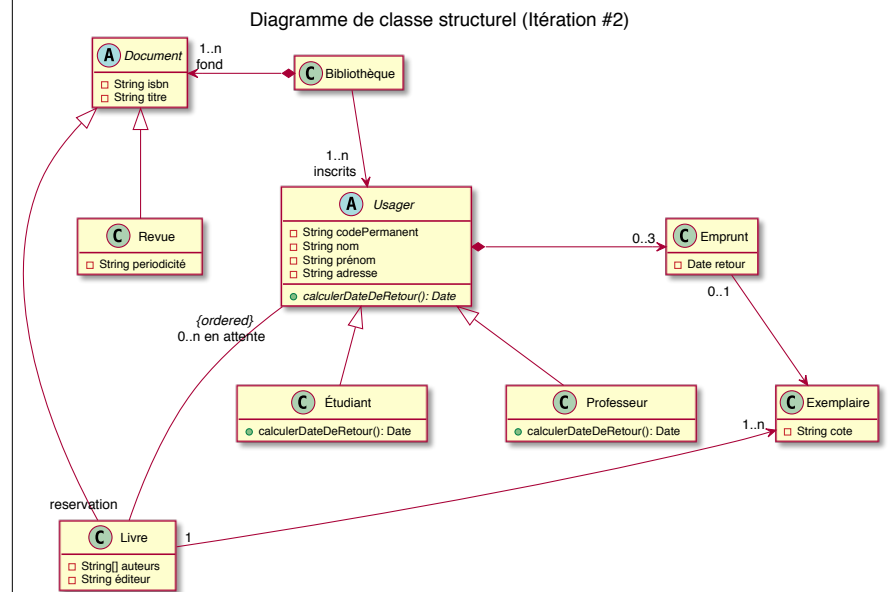 Diagramme de classe structurel (Itération #2)
A Document
String isbn
String titre
1..n
fond
C Bibliothèque
1..n
inscrits
A Usager
String codePermanent
String nom
String prénom
String adresse
calculerDateDeRetour(): Date
C Revue
String periodicité
0..3
C Emprunt
Date retour
0..1
{ordered}
0..n en attente
C Étudiant
calculerDateDeRetour(): Date
C Professeur
calculerDateDeRetour(): Date
C Exemplaire
String cote
1..n
reservation
C Livre
String[] auteurs
String éditeur
1